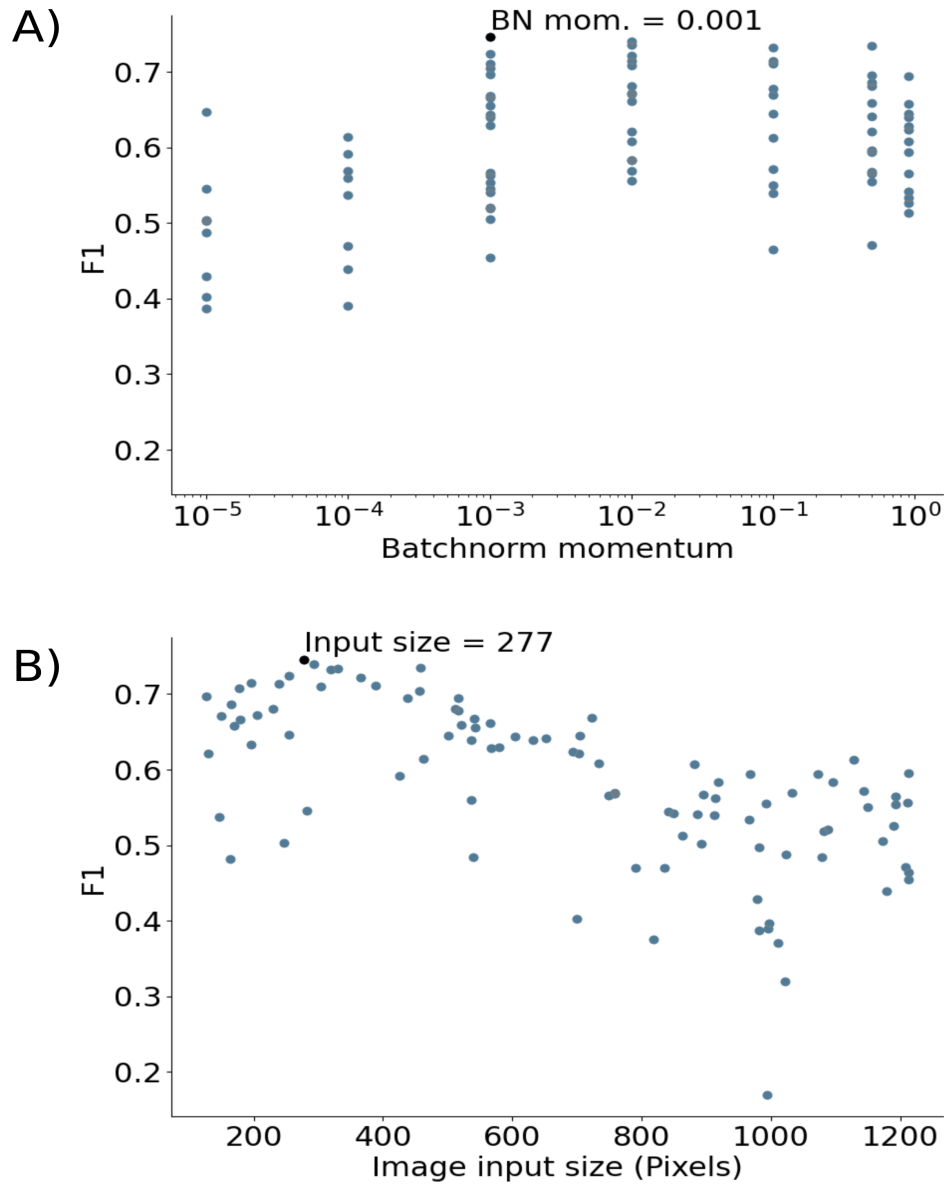 A)
BN mom. = 0.001
0.7
0.6
0.5
0.4
0.3
0.2
F1
10⁻⁵ 10⁻⁴ 10⁻³ 10⁻² 10⁻¹ 10⁰
Batchnorm momentum
B)
Input size = 277
0.7
0.6
0.5
0.4
0.3
0.2
F1
200 400 600 800 1000 1200
Image input size (Pixels)